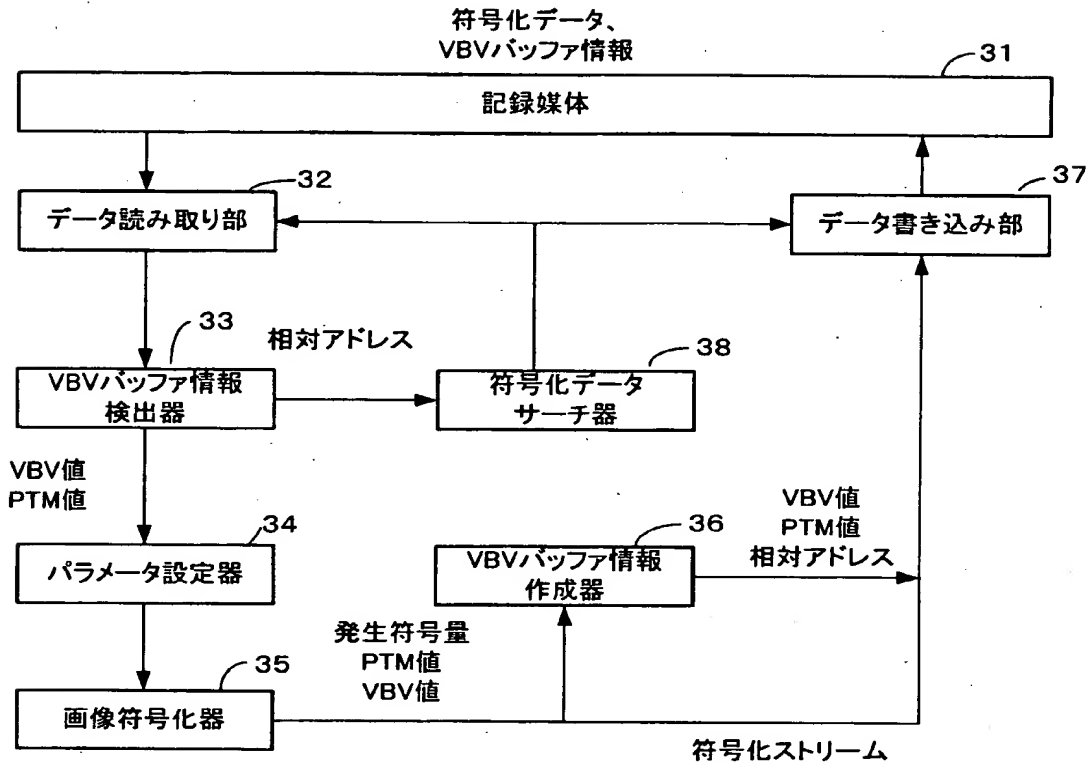 符号化データ、
VBVバッファ情報
31
記録媒体
32
データ読み取り部
37
データ書き込み部
33
相対アドレス
38
VBVバッファ情報
検出器
符号化データ
サーチ器
VBV値
PTM値
34
パラメータ設定器
36
VBVバッファ情報
作成器
VBV値
PTM値
相対アドレス
発生符号量
PTM値
VBV値
35
画像符号化器
符号化ストリーム